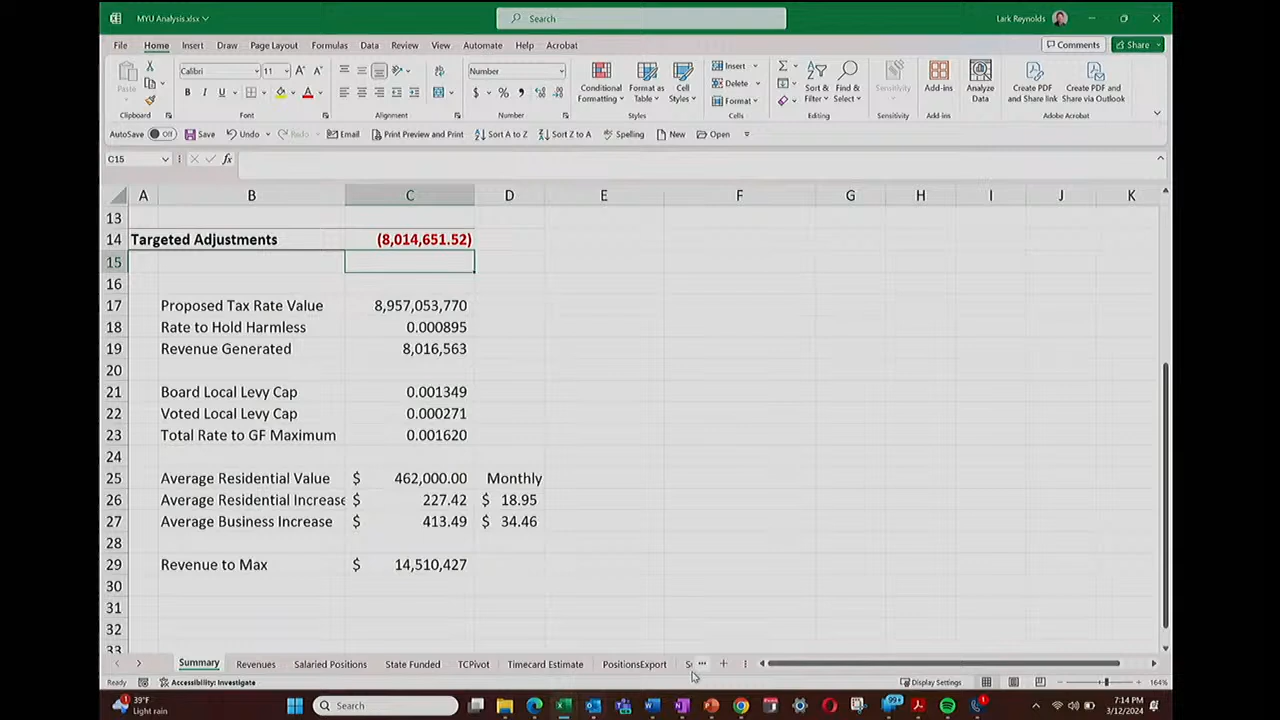 MYU Analysis.xlsx
Search
Lark Reynolds
File Home Insert Draw Page Layout Formulas Data Review View Automate Help Acrobat
Comments Share
Paste
Calibri 11
B I U
Number
$ % ,
Conditional Formatting
Format as Table
Cell Styles
Insert
Delete
Format
Sort & Filter
Find & Select
Sensitivity
Add-ins
Analyze Data
Create PDF and Share link
Create PDF and Share via Outlook
Clipboard Font Alignment Number Styles Cells Editing Sensitivity Add-ins Adobe Acrobat
AutoSave Off Save Undo Redo Email Print Preview and Print Sort A to Z Sort Z to A Spelling New Open
C15 fx
A B C D E F G H I J K
13
14 Targeted Adjustments (8,014,651.52)
15
16
17 Proposed Tax Rate Value 8,957,053,770
18 Rate to Hold Harmless 0.000895
19 Revenue Generated 8,016,563
20
21 Board Local Levy Cap 0.001349
22 Voted Local Levy Cap 0.000271
23 Total Rate to GF Maximum 0.001620
24
25 Average Residential Value $ 462,000.00 Monthly
26 Average Residential Increase $ 227.42 $ 18.95
27 Average Business Increase $ 413.49 $ 34.46
28
29 Revenue to Max $ 14,510,427
30
31
32
33
Summary Revenues Salaried Positions State Funded TCPivot Timecard Estimate PositionsExport
Ready Accessibility: Investigate Display Settings 164%
39°F
Light rain
Search
99+
7:14 PM
3/12/2024